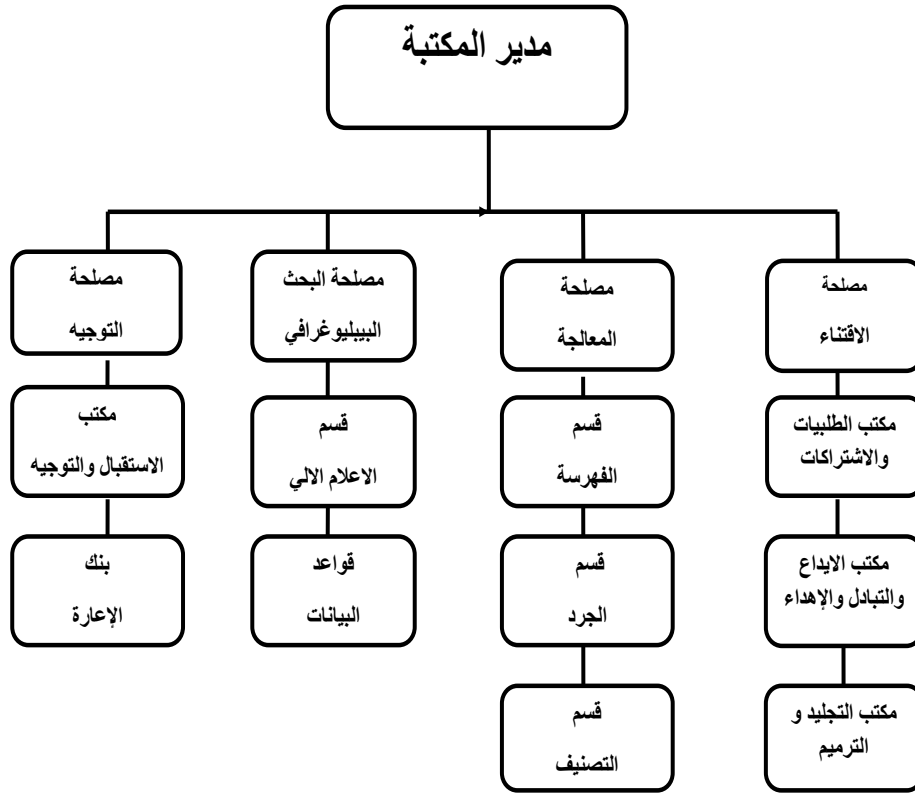 مدير المكتبة
مصلحة
الاقتناء
مكتب الطلبيات
والاشتراكات
مكتب الايداع
والتبادل والإهداء
مكتب التجليد و
الترميم
مصلحة
المعالجة
قسم
الفهرسة
قسم
الجرد
قسم
التصنيف
مصلحة البحث
البيبليوغرافي
قسم
الاعلام الالي
قواعد
البيانات
مصلحة
التوجيه
مكتب
الاستقبال والتوجيه
بنك
الإعارة